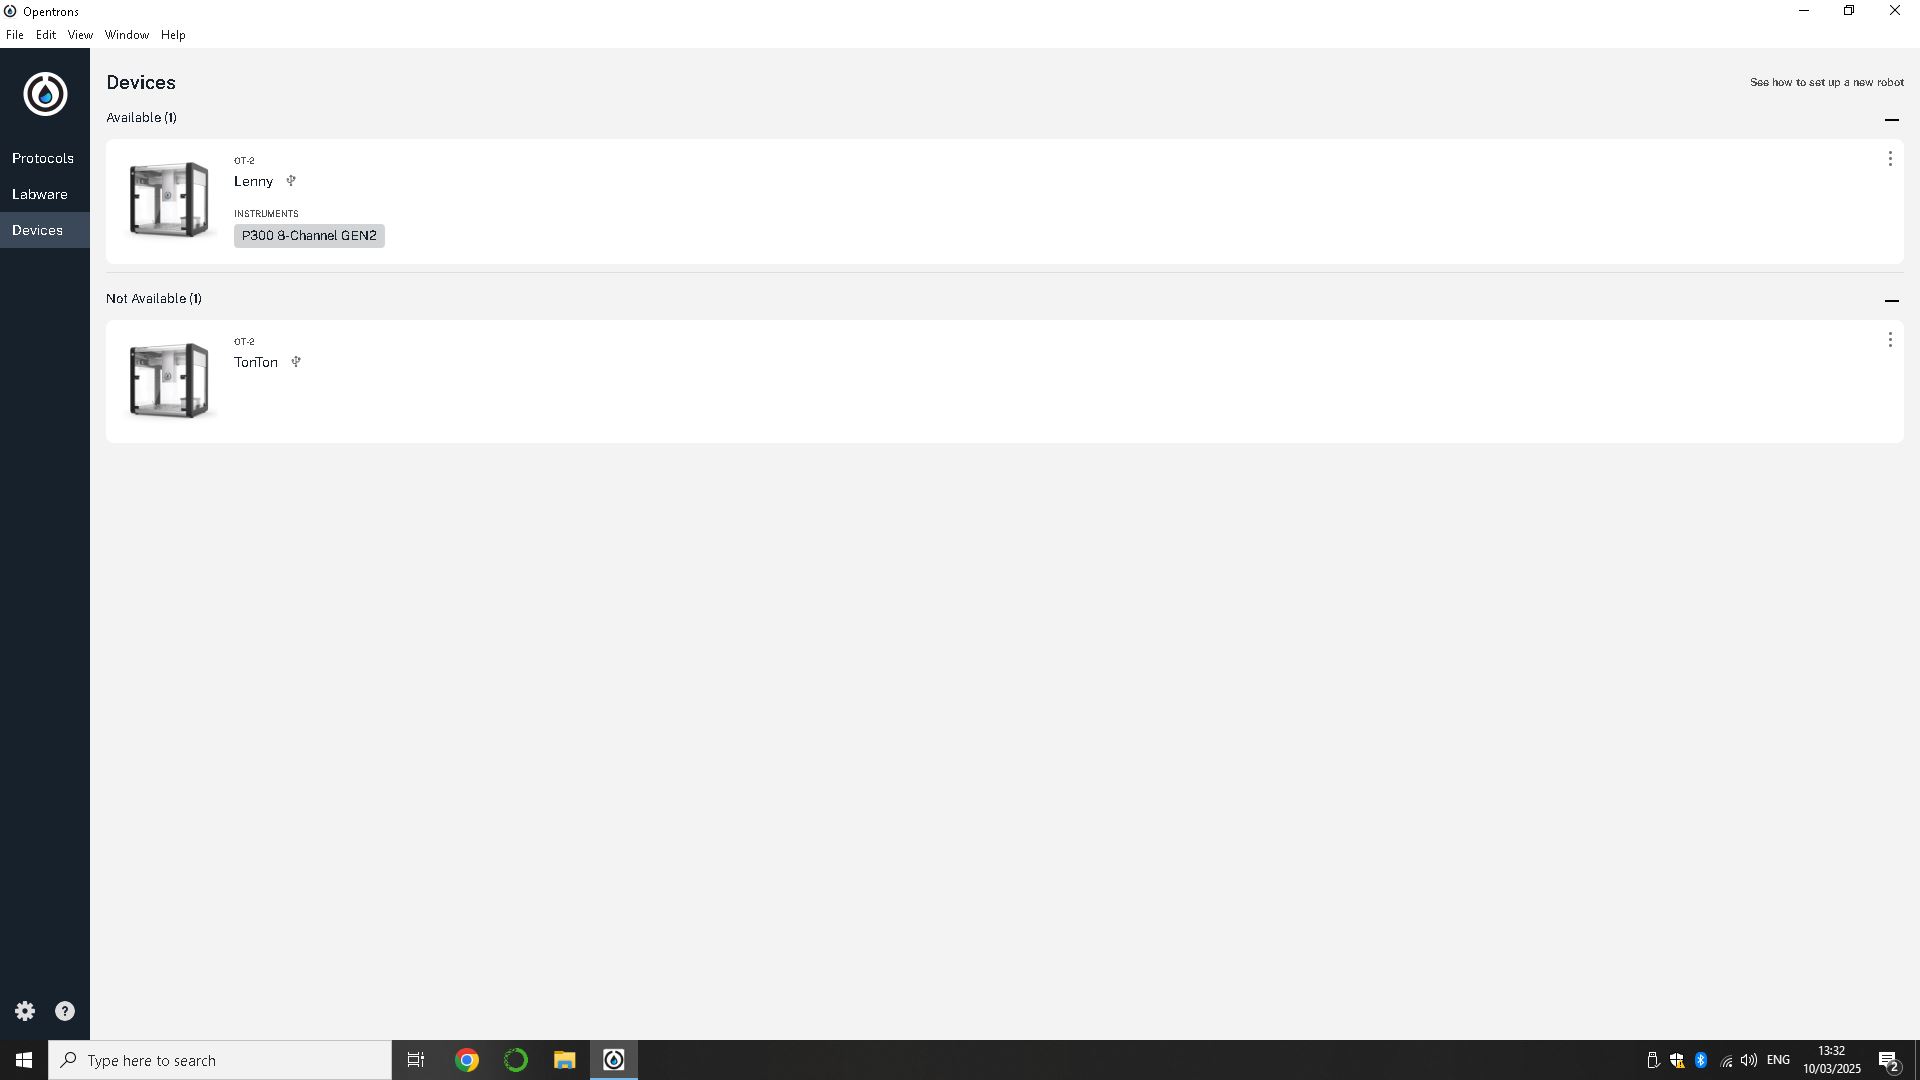 Opentrons
File Edit View Window Help
Devices
See how to set up a new robot
Available (1)
Protocols
OT-2
Lenny
Labware
INSTRUMENTS
Devices
P300 8-Channel GEN2
Not Available (1)
OT-2
TonTon
Type here to search
ENG
13:32
10/03/2025
2